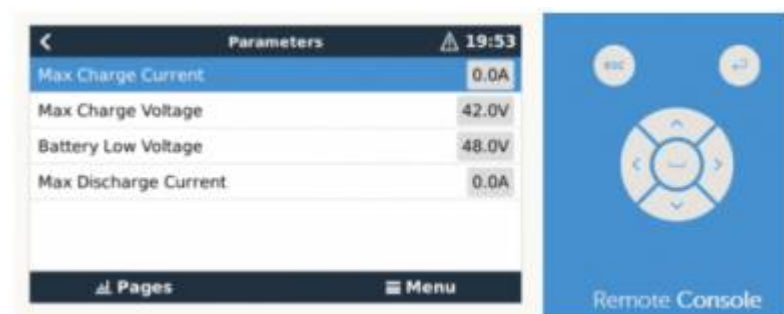 Parameters 19:53
Max Charge Current 0.0A
Max Charge Voltage 42.0V
Battery Low Voltage 48.0V
Max Discharge Current 0.0A
Pages Menu
esc
Remote Console